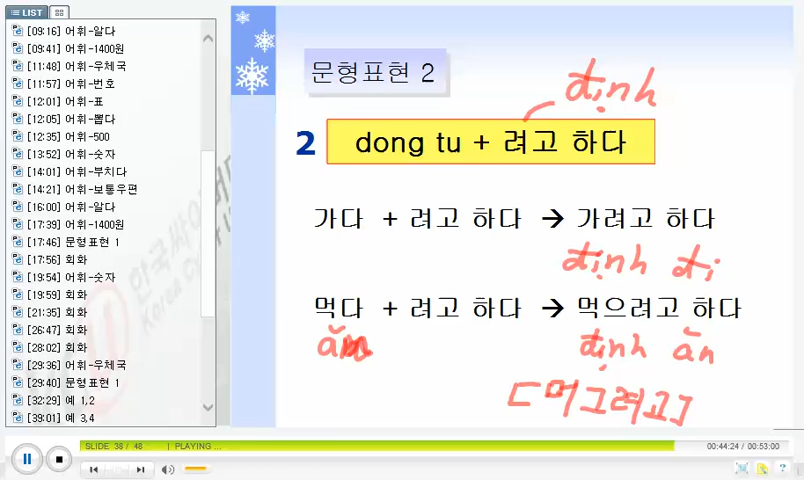 LIST
[09:16] 어휘-알다
[09:41] 어휘-1400원
[11:48] 어휘-우체국
[11:57] 어휘-번호
[12:01] 어휘-표
[12:05] 어휘-뽑다
[12:35] 어휘-500
[13:52] 어휘-숫자
[14:01] 어휘-부치다
[14:21] 어휘-보통우편
[16:00] 어휘-알다
[17:39] 어휘-1400원
[17:46] 문형표현 1
[17:56] 회화
[19:54] 어휘-숫자
[19:59] 회화
[21:35] 회화
[26:47] 회화
[28:02] 회화
[29:36] 어휘-우체국
[29:40] 문형표현 1
[32:29] 예 1,2
[39:01] 예 3,4
문형표현 2
định
2 dong tu + 려고 하다
가다 + 려고 하다 → 가려고 하다
định đi
먹다 + 려고 하다 → 먹으려고 하다
ăn định ăn
[머그려고]
SLIDE 38 / 48 | PLAYING ...
00:44:24 / 00:53:00